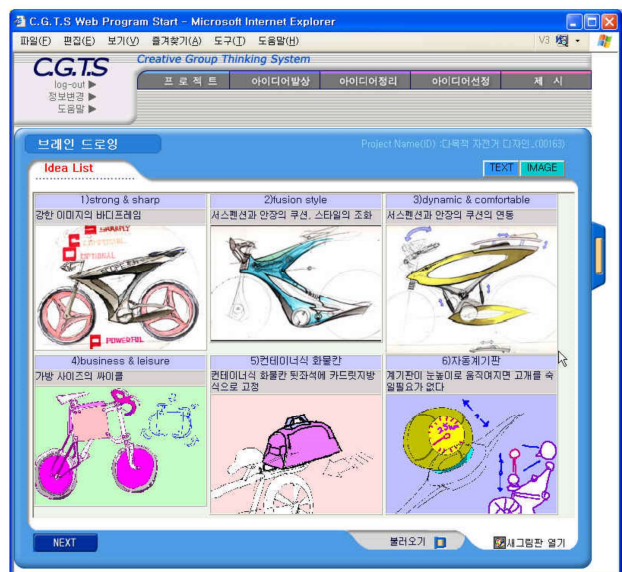 C.G.T.S Web Program Start - Microsoft Internet Explorer
파일(F) 편집(E) 보기(V) 즐겨찾기(A) 도구(T) 도움말(H) V3
C.G.T.S Creative Group Thinking System
log-out ▶
정보변경 ▶
도움말 ▶
프로젝트 아이디어발상 아이디어정리 아이디어선정 제 시
브레인 드로잉
Project Name(ID) :다목적 자전거 디자인_(00163)
Idea List
TEXT IMAGE
1)strong & sharp
강한 이미지의 바디프레임
2)fusion style
서스펜션과 안장의 쿠션, 스타일의 조화
3)dynamic & comfortable
서스펜션과 안장의 쿠션의 연동
POWERFUL
4)business & leisure
가방 사이즈의 싸이클
5)컨테이너식 화물칸
컨테이너식 화물칸 뒷좌석에 카드릿지방
식으로 고정
6)자동계기판
계기판이 눈높이로 움직여지면 고개를 숙
일필요가 없다
NEXT
불러오기
새그림판 열기